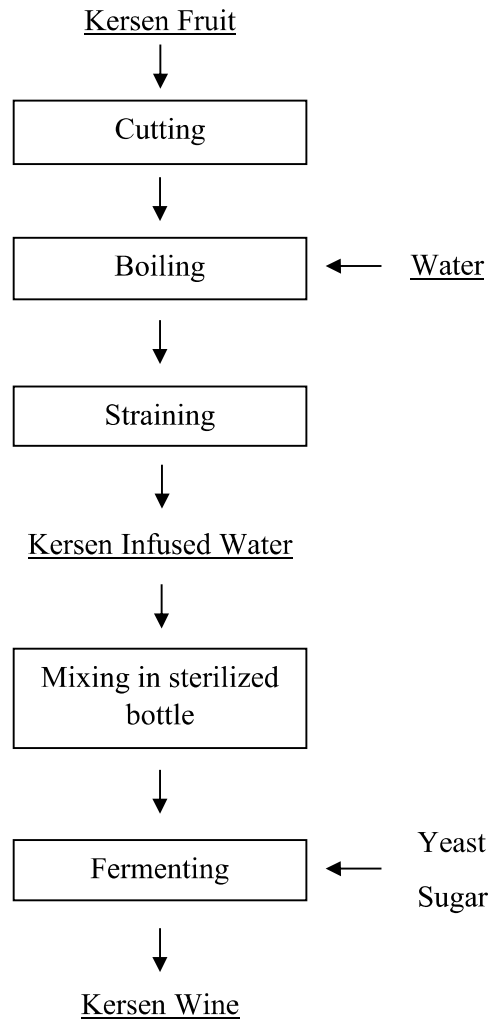 Kersen Fruit
Cutting
Boiling
Water
Straining
Kersen Infused Water
Mixing in sterilized
bottle
Fermenting
Yeast
Sugar
Kersen Wine